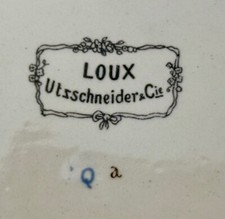 LOUX
Utzschneider & Cie
Q a